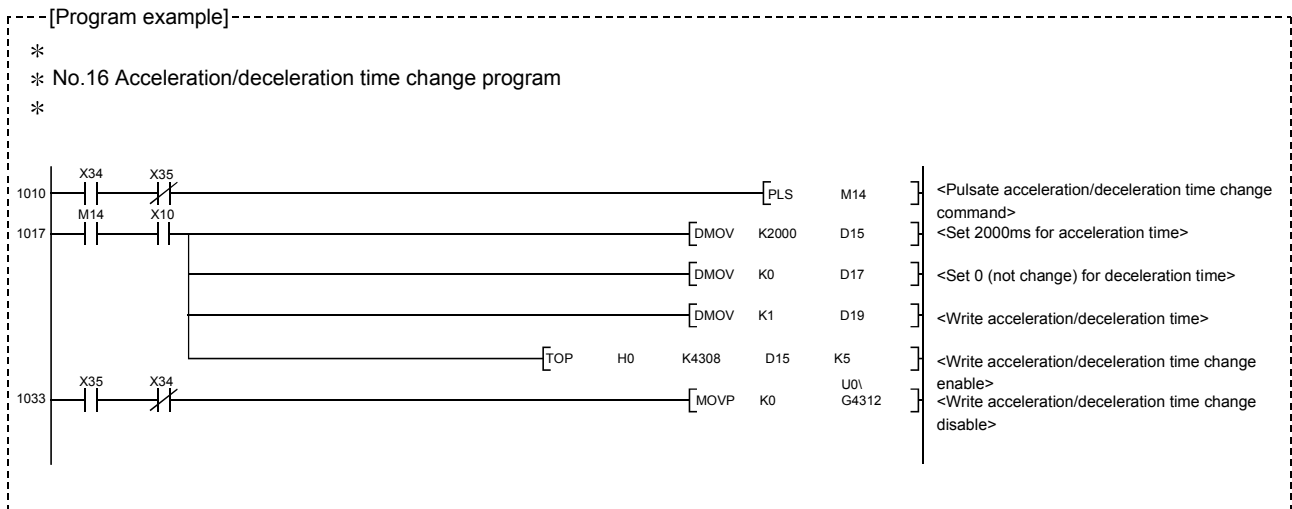 [Program example]
*
* No.16 Acceleration/deceleration time change program
*
X34 X35
1010 PLS M14 <Pulsate acceleration/deceleration time change
command>
M14 X10
1017 DMOV K2000 D15 <Set 2000ms for acceleration time>
DMOV K0 D17 <Set 0 (not change) for deceleration time>
DMOV K1 D19 <Write acceleration/deceleration time>
TOP H0 K4308 D15 K5 <Write acceleration/deceleration time change
enable>
X35 X34 U0\
1033 MOVP K0 G4312 <Write acceleration/deceleration time change
disable>